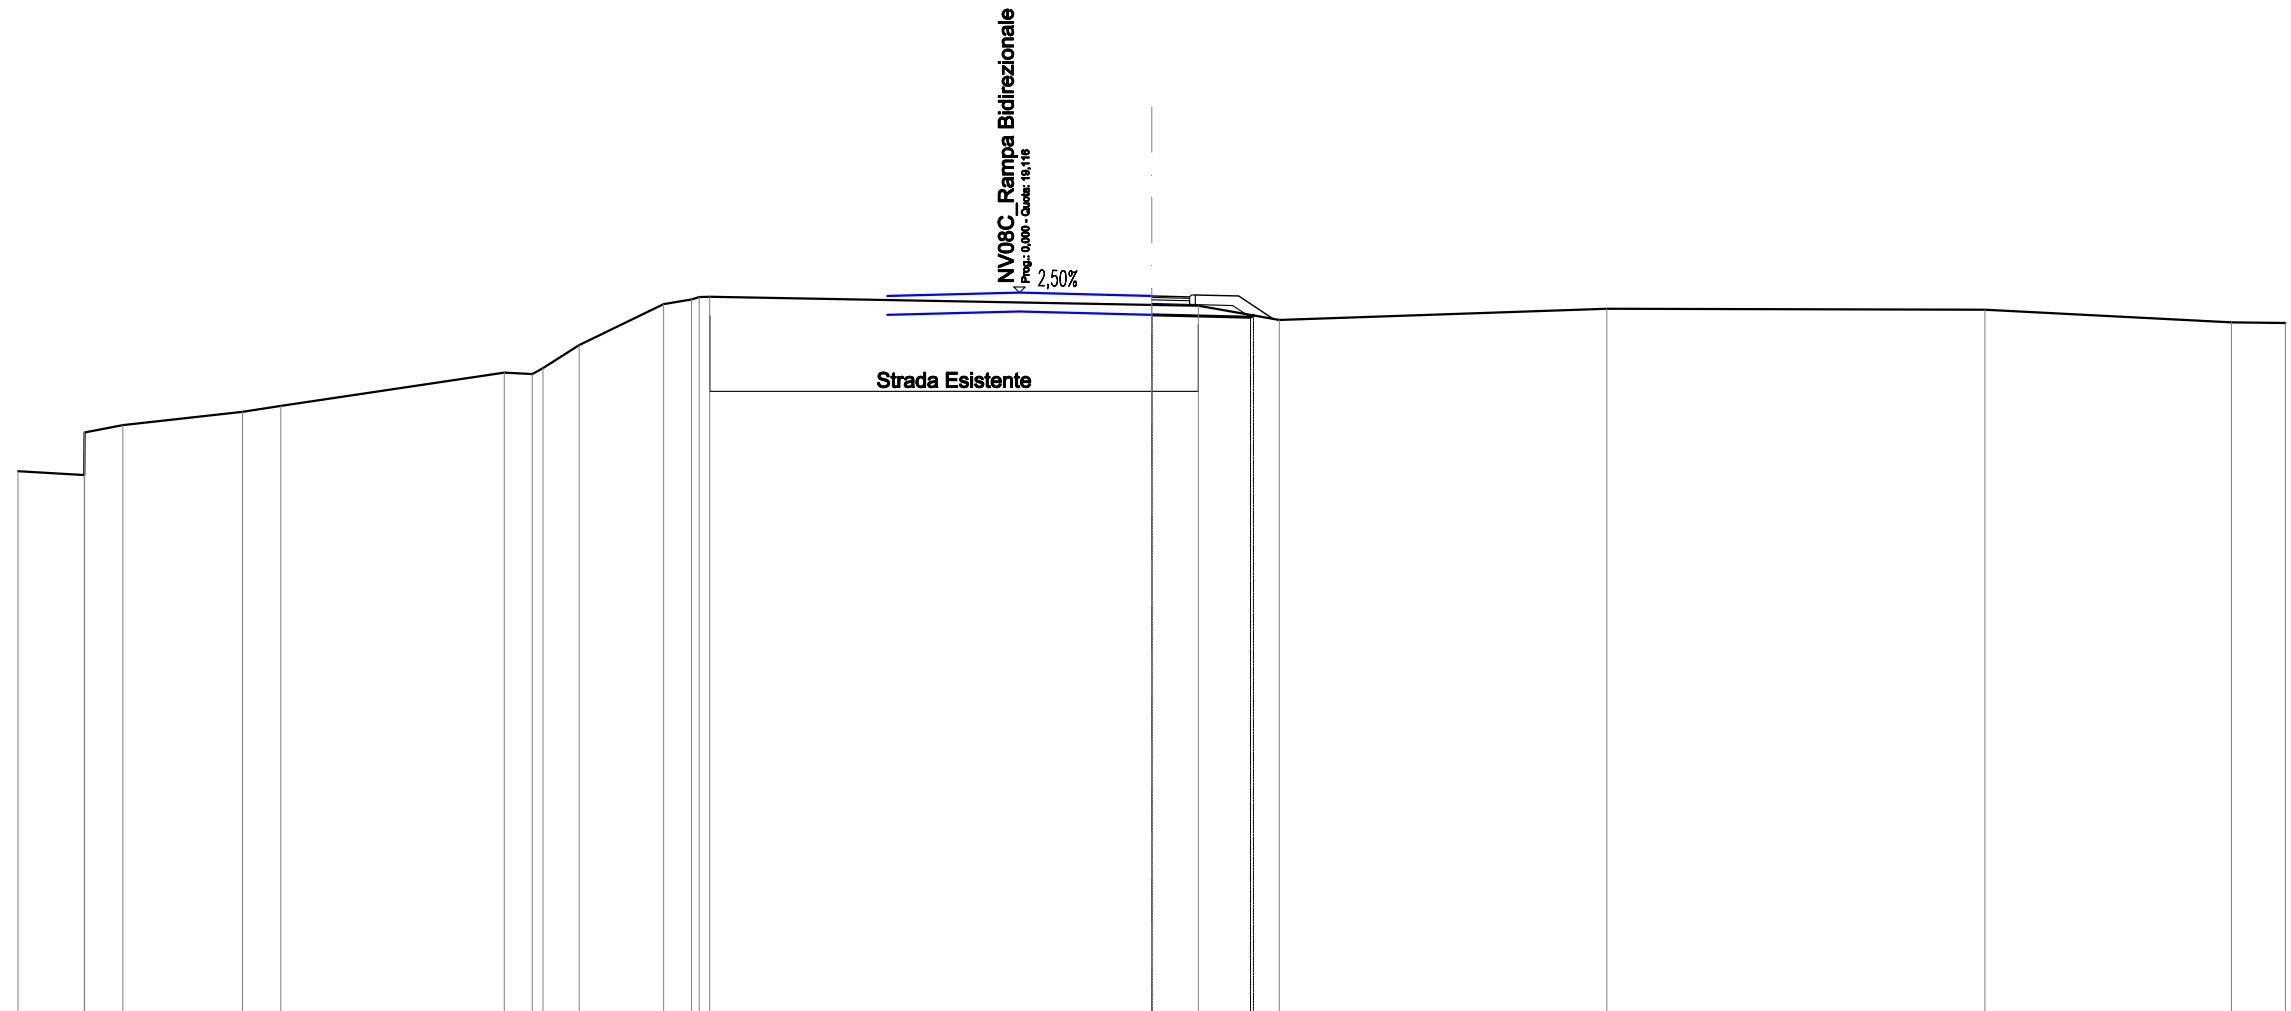 NV08C_Rampa Bidirezionale
Prog.: 0,000 - Quota: 19,116
2,50%
Strada Esistente